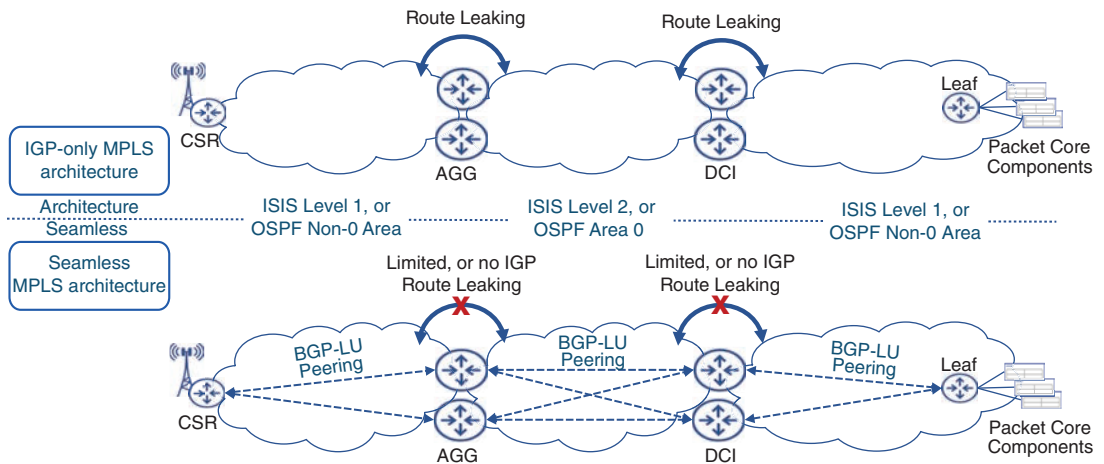 Route Leaking
Route Leaking
CSR
AGG
DCI
Leaf
Packet Core
Components
IGP-only MPLS
architecture
Architecture
Seamless
ISIS Level 1, or
OSPF Non-0 Area
ISIS Level 2, or
OSPF Area 0
ISIS Level 1, or
OSPF Non-0 Area
Seamless
MPLS architecture
Limited, or no IGP
Route Leaking
X
Limited, or no IGP
Route Leaking
X
BGP-LU
Peering
BGP-LU
Peering
BGP-LU
Peering
CSR
AGG
DCI
Leaf
Packet Core
Components